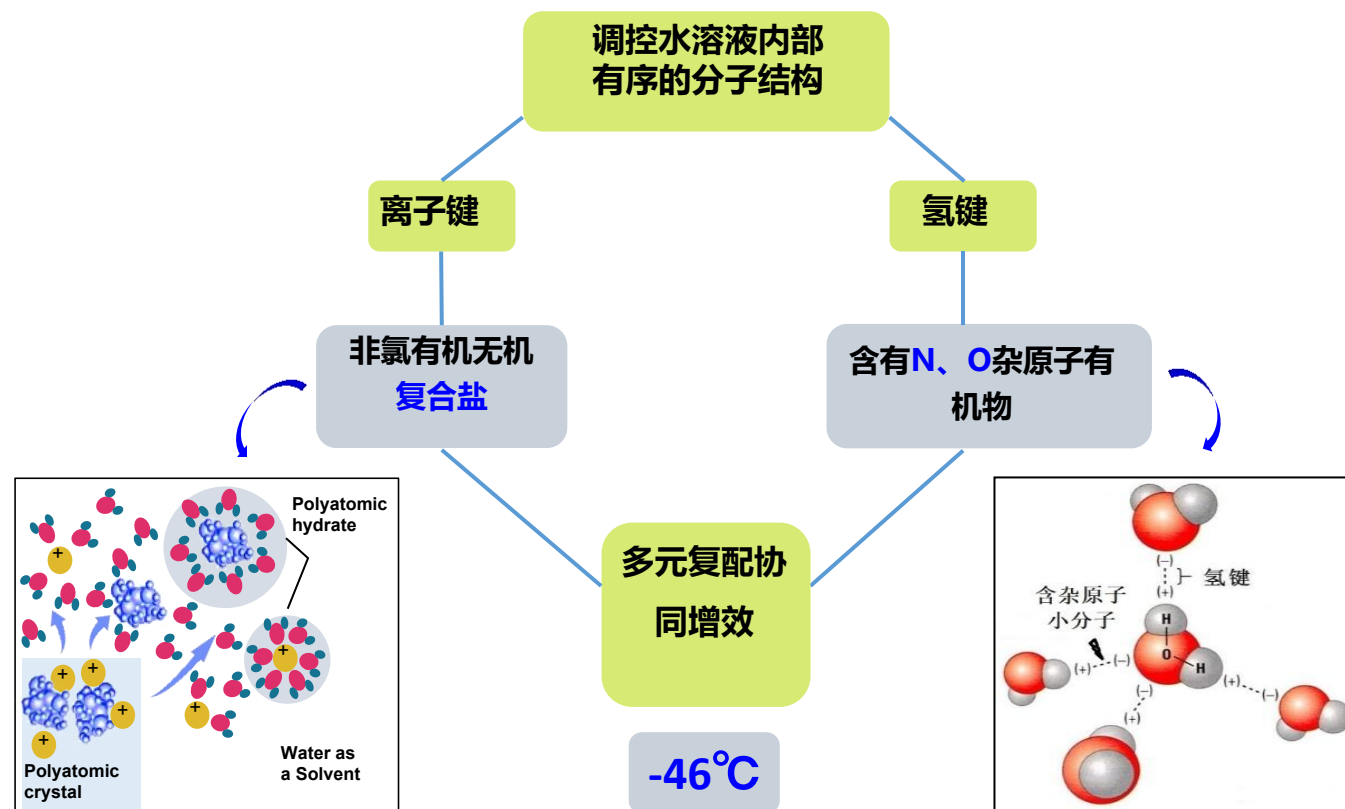 调控水溶液内部
有序的分子结构
离子键
氢键
非氯有机无机
复合盐
含有N、O杂原子有
机物
Polyatomic
hydrate
+
+
+
+
+
+
+
Polyatomic
crystal
Water as
a Solvent
多元复配协
同增效
-46℃
(-)
氢键
(+)
含杂原子
小分子
H
O
H
(+)
(-)
(-)
(+)
(+)
(-)